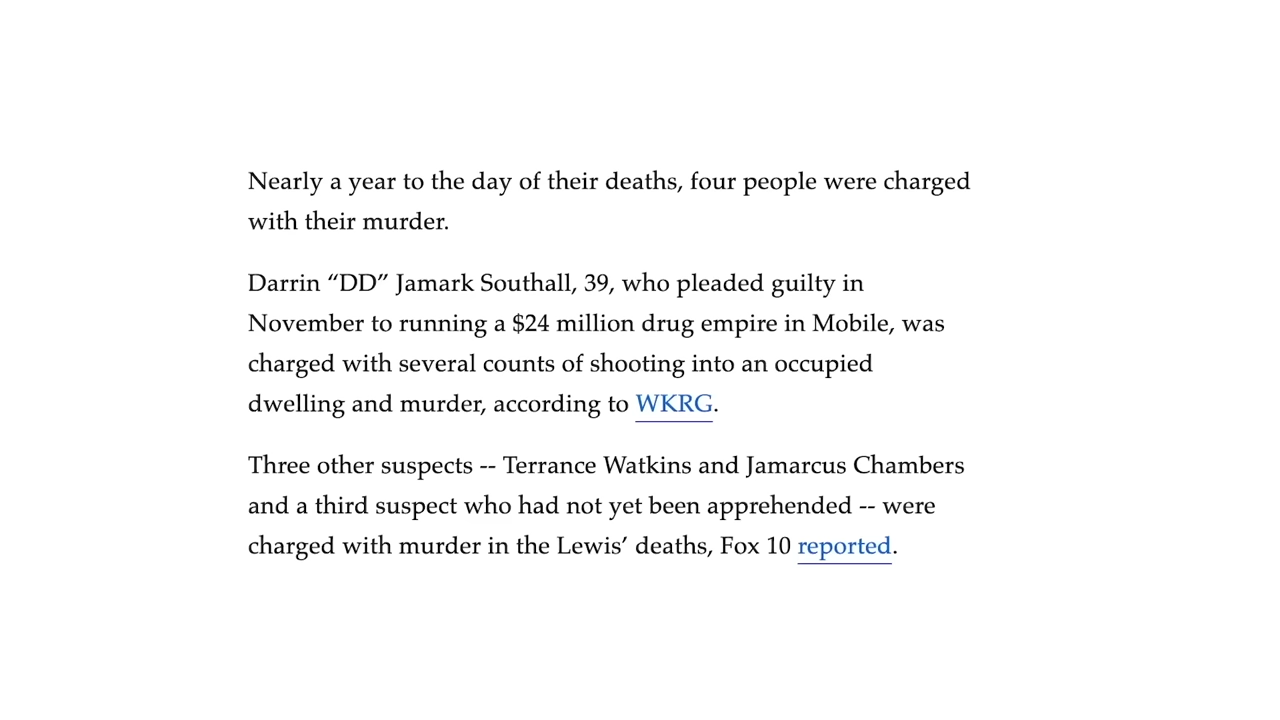 Nearly a year to the day of their deaths, four people were charged
with their murder.
Darrin “DD” Jamark Southall, 39, who pleaded guilty in
November to running a $24 million drug empire in Mobile, was
charged with several counts of shooting into an occupied
dwelling and murder, according to WKRG.
Three other suspects -- Terrance Watkins and Jamarcus Chambers
and a third suspect who had not yet been apprehended -- were
charged with murder in the Lewis’ deaths, Fox 10 reported.